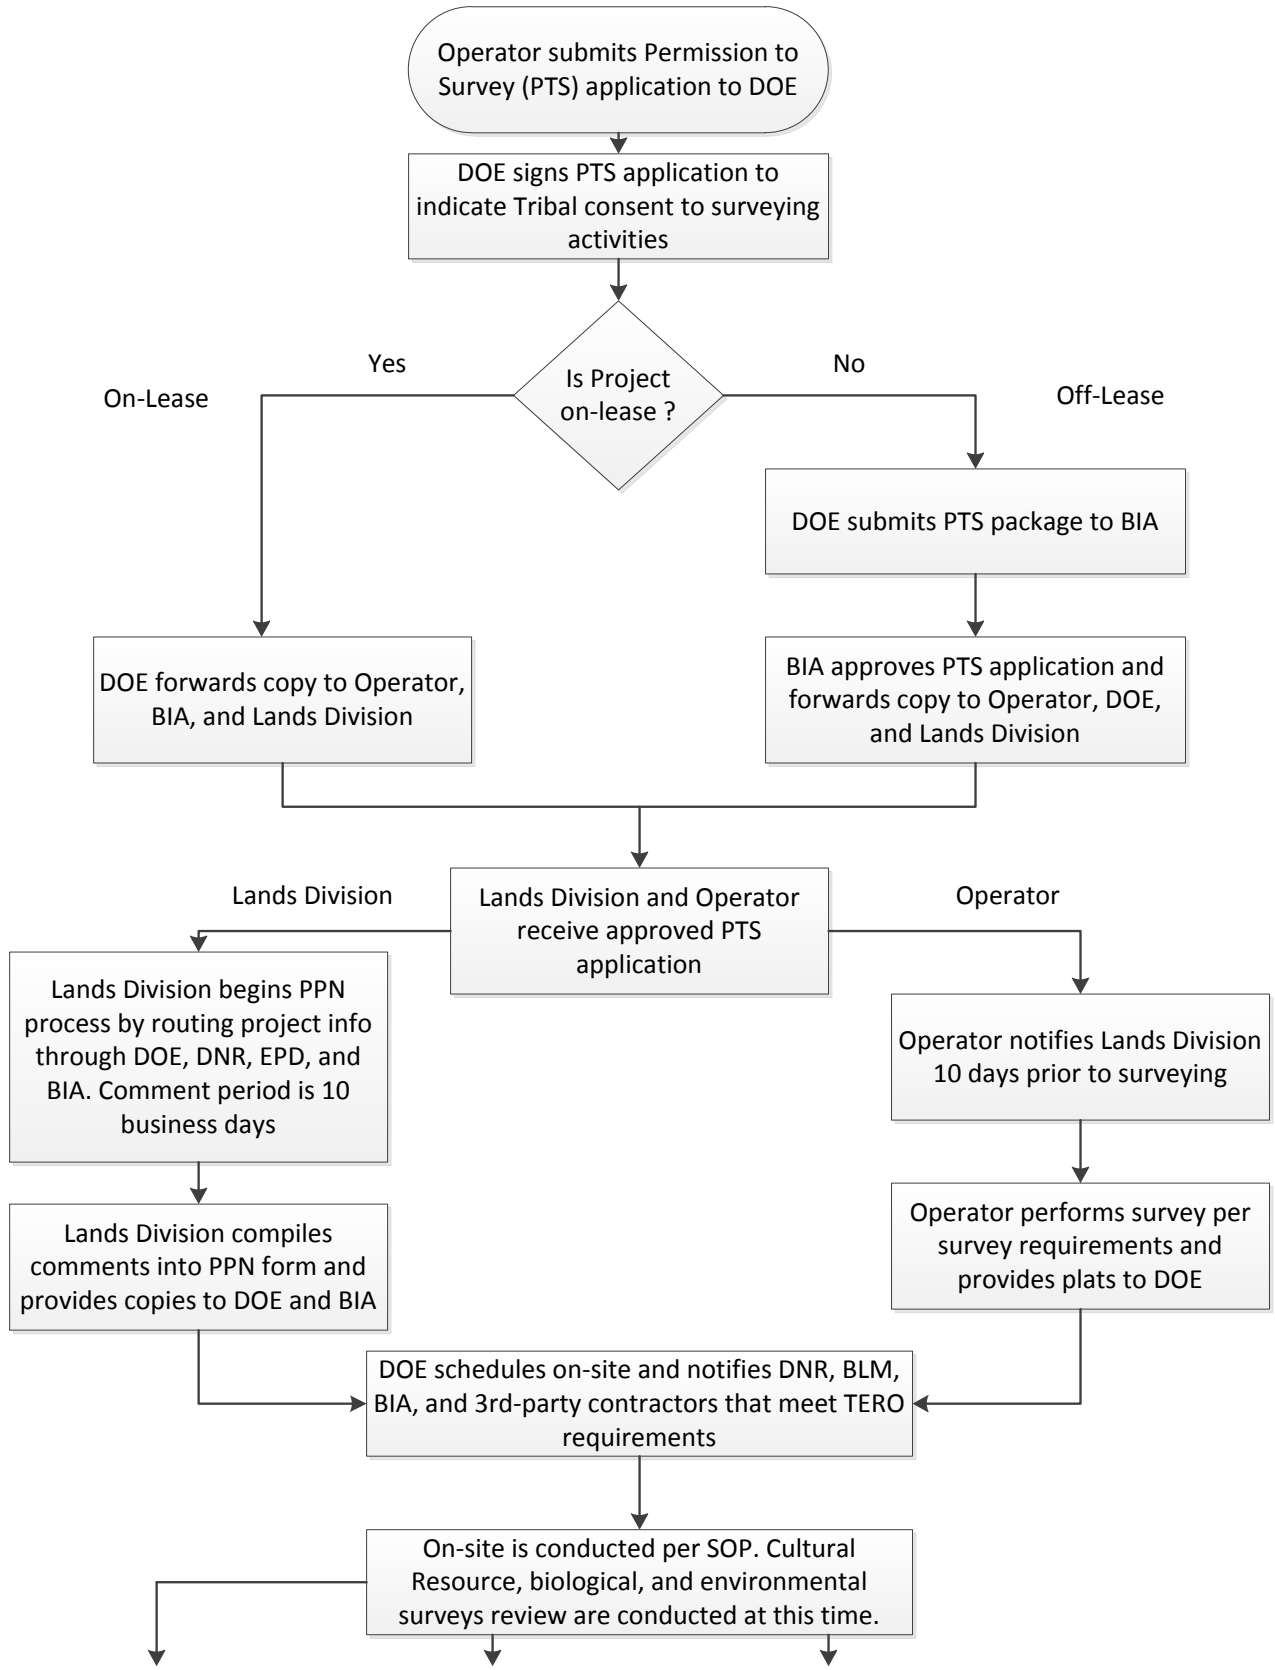 Operator submits Permission to
Survey (PTS) application to DOE
DOE signs PTS application to
indicate Tribal consent to surveying
activities
Is Project
on-lease ?
Yes
No
On-Lease
Off-Lease
DOE submits PTS package to BIA
DOE forwards copy to Operator,
BIA, and Lands Division
BIA approves PTS application and
forwards copy to Operator, DOE,
and Lands Division
Lands Division and Operator
receive approved PTS
application
Lands Division
Operator
Lands Division begins PPN
process by routing project info
through DOE, DNR, EPD, and
BIA. Comment period is 10
business days
Operator notifies Lands Division
10 days prior to surveying
Lands Division compiles
comments into PPN form and
provides copies to DOE and BIA
Operator performs survey per
survey requirements and
provides plats to DOE
DOE schedules on-site and notifies DNR, BLM,
BIA, and 3rd-party contractors that meet TERO
requirements
On-site is conducted per SOP. Cultural
Resource, biological, and environmental
surveys review are conducted at this time.